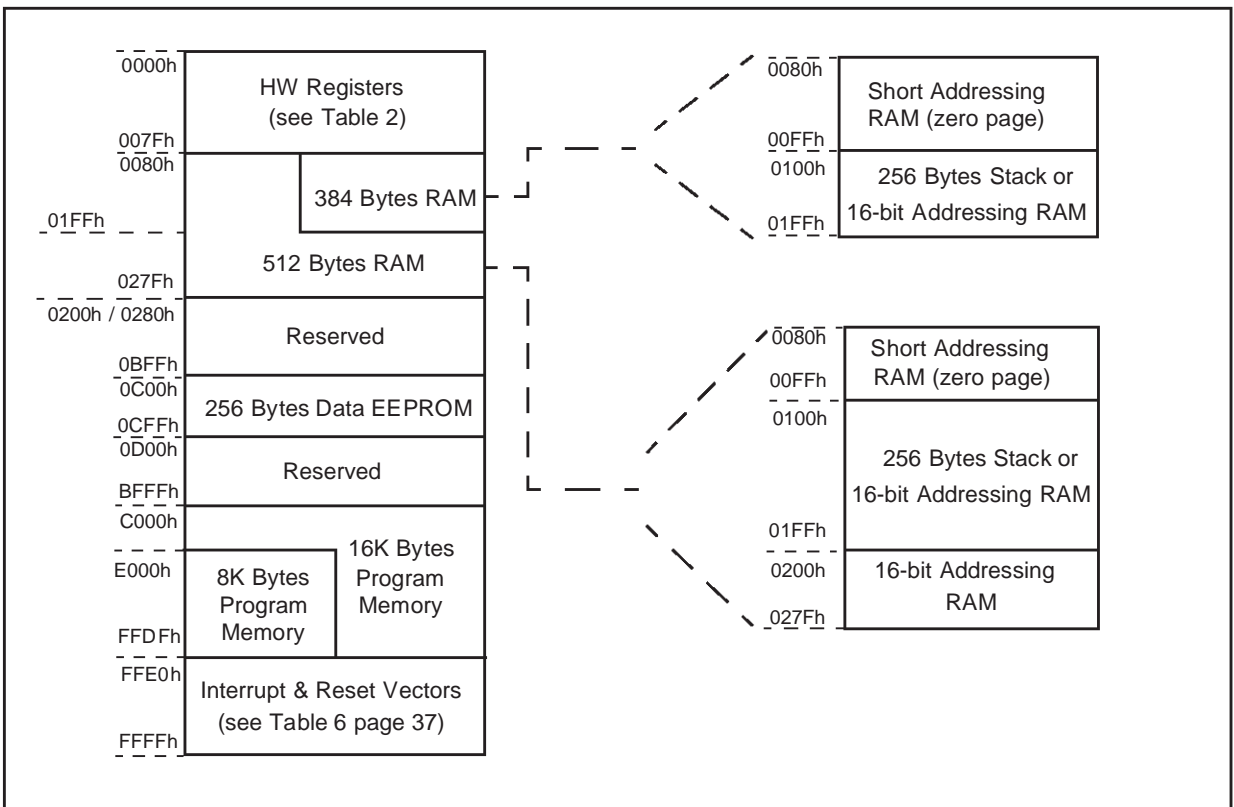 0000h
HW Registers
(see Table 2)
007Fh
0080h
384 Bytes RAM
01FFh
512 Bytes RAM
027Fh
0200h / 0280h
Reserved
0BFFh
0C00h
256 Bytes Data EEPROM
0CFFh
0D00h
Reserved
BFFFh
C000h
16K Bytes
Program
Memory
E000h
8K Bytes
Program
Memory
FFDFh
FFE0h
Interrupt & Reset Vectors
(see Table 6 page 37)
FFFFh
0080h
Short Addressing
RAM (zero page)
00FFh
0100h
256 Bytes Stack or
16-bit Addressing RAM
01FFh
0080h
Short Addressing
RAM (zero page)
00FFh
0100h
256 Bytes Stack or
16-bit Addressing RAM
01FFh
0200h
16-bit Addressing
RAM
027Fh